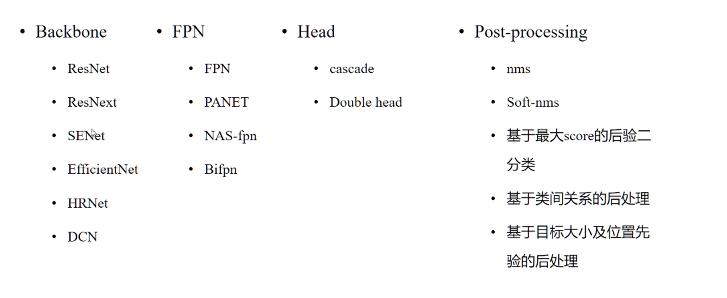 Backbone
ResNet
ResNext
SENet
EfficientNet
HRNet
DCN
FPN
FPN
PANET
NAS-fpn
Bifpn
Head
cascade
Double head
Post-processing
nms
Soft-nms
基于最大score的后验二
分类
基于类间关系的后处理
基于目标大小及位置先
验的后处理